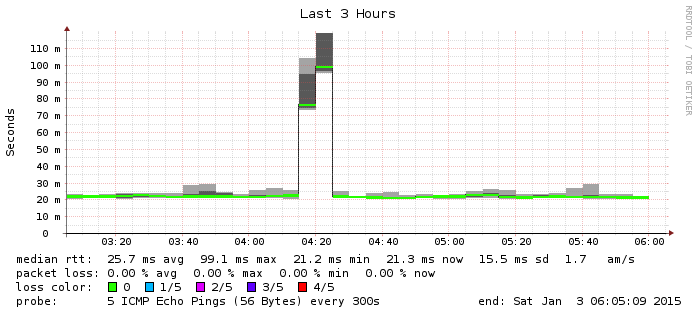 Last 3 Hours
RRDTOOL / TOBI OETIKER
Seconds
110 m
100 m
90 m
80 m
70 m
60 m
50 m
40 m
30 m
20 m
10 m
0
03:20 03:40 04:00 04:20 04:40 05:00 05:20 05:40 06:00
median rtt: 25.7 ms avg 99.1 ms max 21.2 ms min 21.3 ms now 15.5 ms sd 1.7 am/s
packet loss: 0.00 % avg 0.00 % max 0.00 % min 0.00 % now
loss color: 0 1/5 2/5 3/5 4/5
probe: 5 ICMP Echo Pings (56 Bytes) every 300s end: Sat Jan 3 06:05:09 2015